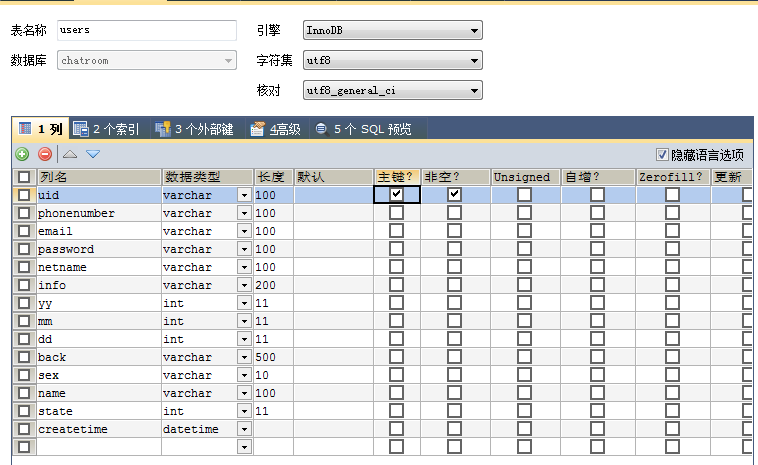 表名称 users 引擎 InnoDB
数据库 chatroom 字符集 utf8
核对 utf8_general_ci
1 列 2 个索引 3 个外部键 4高级 5 个 SQL 预览
隐藏语言选项
列名 数据类型 长度 默认 主键? 非空? Unsigned 自增? Zerofill? 更新
uid varchar 100
phonenumber varchar 100
email varchar 100
password varchar 100
netname varchar 100
info varchar 200
yy int 11
mm int 11
dd int 11
back varchar 500
sex varchar 10
name varchar 100
state int 11
createtime datetime